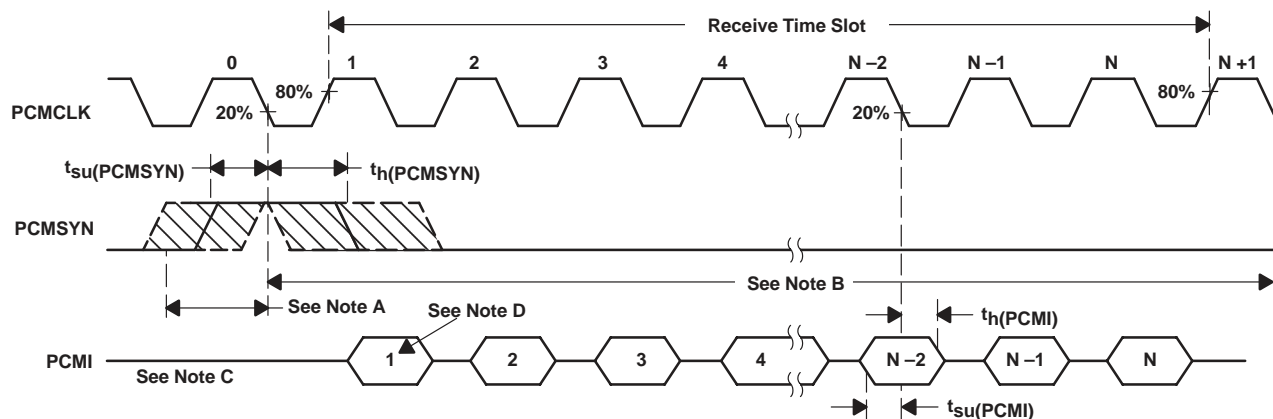 Receive Time Slot
0 1 2 3 4 N –2 N –1 N N +1
80% 80%
PCMCLK 20% 20%
tsu(PCMSYN) th(PCMSYN)
PCMSYN
See Note A See Note B
See Note D th(PCMI)
PCMI 1 2 3 4 N –2 N –1 N
See Note C
tsu(PCMI)